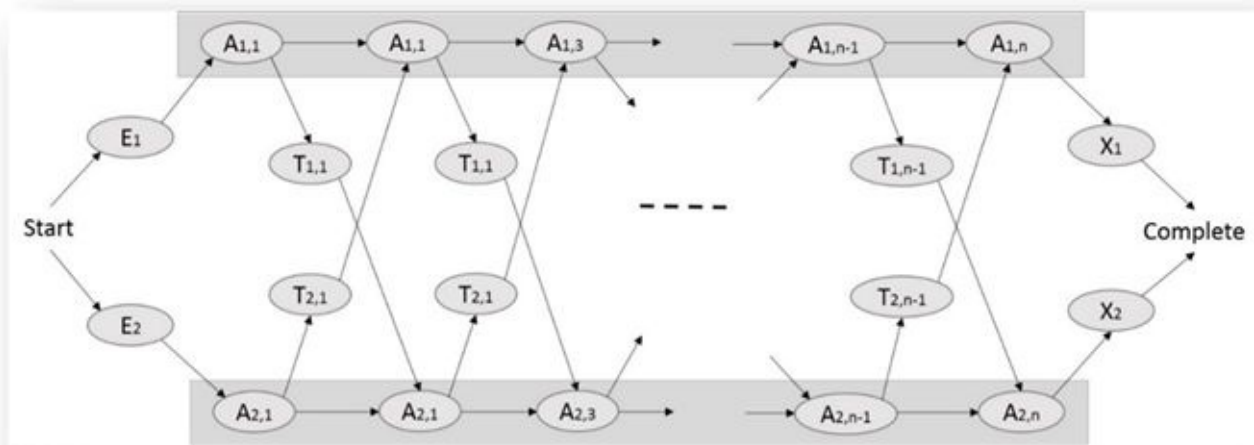 A1,1 A1,1 A1,3 A1,n-1 A1,n
E1 X1
T1,1 T1,1 T1,n-1
Start Complete
T2,1 T2,1 T2,n-1
E2 X2
A2,1 A2,1 A2,3 A2,n-1 A2,n